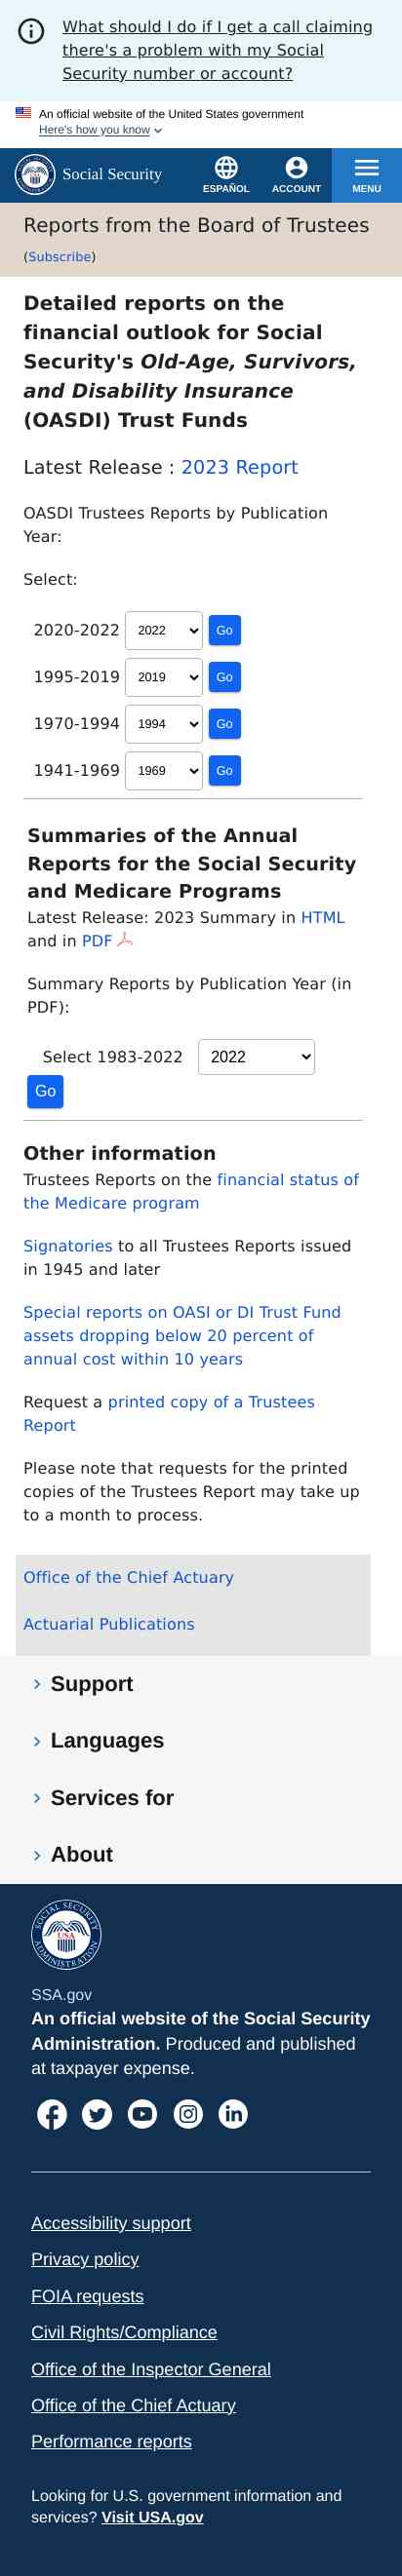 What should I do if I get a call claiming
there's a problem with my Social
Security number or account?
An official website of the United States government
Here's how you know
Social Security
ESPAÑOL
ACCOUNT
MENU
Reports from the Board of Trustees
(Subscribe)
Detailed reports on the
financial outlook for Social
Security's Old-Age, Survivors,
and Disability Insurance
(OASDI) Trust Funds
Latest Release : 2023 Report
OASDI Trustees Reports by Publication
Year:
Select:
2020-2022 2022 Go
1995-2019 2019 Go
1970-1994 1994 Go
1941-1969 1969 Go
Summaries of the Annual
Reports for the Social Security
and Medicare Programs
Latest Release: 2023 Summary in HTML
and in PDF
Summary Reports by Publication Year (in
PDF):
Select 1983-2022 2022
Go
Other information
Trustees Reports on the financial status of
the Medicare program
Signatories to all Trustees Reports issued
in 1945 and later
Special reports on OASI or DI Trust Fund
assets dropping below 20 percent of
annual cost within 10 years
Request a printed copy of a Trustees
Report
Please note that requests for the printed
copies of the Trustees Report may take up
to a month to process.
Office of the Chief Actuary
Actuarial Publications
Support
Languages
Services for
About
SOCIAL SECURITY
USA
ADMINISTRATION
SSA.gov
An official website of the Social Security
Administration. Produced and published
at taxpayer expense.
Accessibility support
Privacy policy
FOIA requests
Civil Rights/Compliance
Office of the Inspector General
Office of the Chief Actuary
Performance reports
Looking for U.S. government information and
services? Visit USA.gov